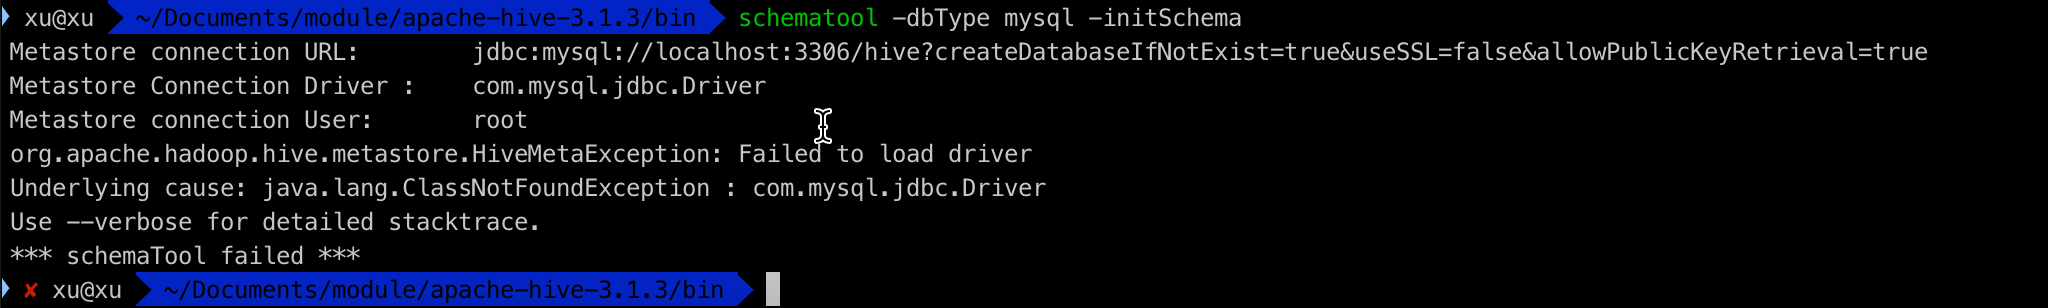 xu@xu ~/Documents/module/apache-hive-3.1.3/bin schematool -dbType mysql -initSchema
Metastore connection URL: jdbc:mysql://localhost:3306/hive?createDatabaseIfNotExist=true&useSSL=false&allowPublicKeyRetrieval=true
Metastore Connection Driver : com.mysql.jdbc.Driver
Metastore connection User: root
org.apache.hadoop.hive.metastore.HiveMetaException: Failed to load driver
Underlying cause: java.lang.ClassNotFoundException : com.mysql.jdbc.Driver
Use --verbose for detailed stacktrace.
*** schemaTool failed ***
✘ xu@xu ~/Documents/module/apache-hive-3.1.3/bin